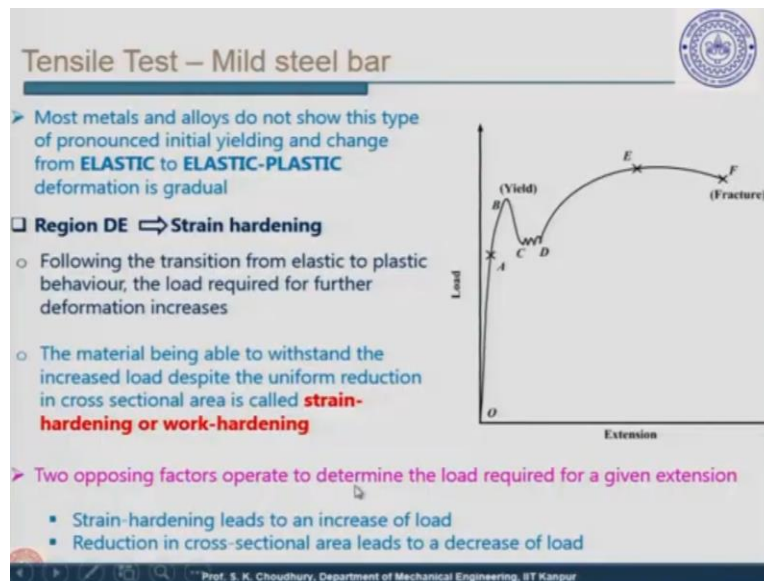 Tensile Test – Mild steel bar
➤ Most metals and alloys do not show this type
of pronounced initial yielding and change
from ELASTIC to ELASTIC-PLASTIC
deformation is gradual
❑ Region DE ⇨ Strain hardening
o Following the transition from elastic to plastic
behaviour, the load required for further
deformation increases
o The material being able to withstand the
increased load despite the uniform reduction
in cross sectional area is called strain-
hardening or work-hardening
E
F
(Fracture)
(Yield)
B
C D
A
Load
O
Extension
➤ Two opposing factors operate to determine the load required for a given extension
▪ Strain-hardening leads to an increase of load
▪ Reduction in cross-sectional area leads to a decrease of load
Prof. S. K. Choudhury, Department of Mechanical Engineering, IIT Kanpur